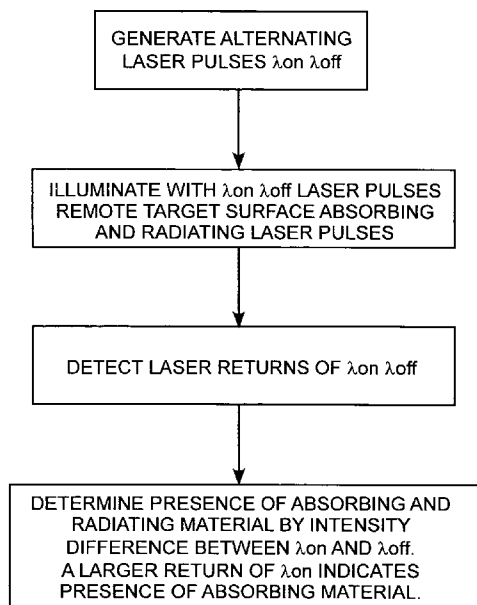 GENERATE ALTERNATING
LASER PULSES λon λoff
ILLUMINATE WITH λon λoff LASER PULSES
REMOTE TARGET SURFACE ABSORBING
AND RADIATING LASER PULSES
DETECT LASER RETURNS OF λon λoff
DETERMINE PRESENCE OF ABSORBING AND
RADIATING MATERIAL BY INTENSITY
DIFFERENCE BETWEEN λon AND λoff.
A LARGER RETURN OF λon INDICATES
PRESENCE OF ABSORBING MATERIAL.